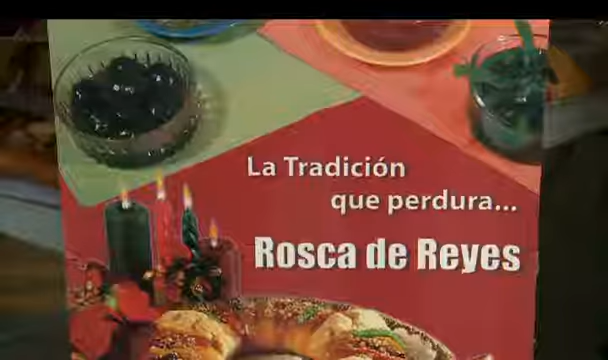 La Tradición
que perdura...
Rosca de Reyes